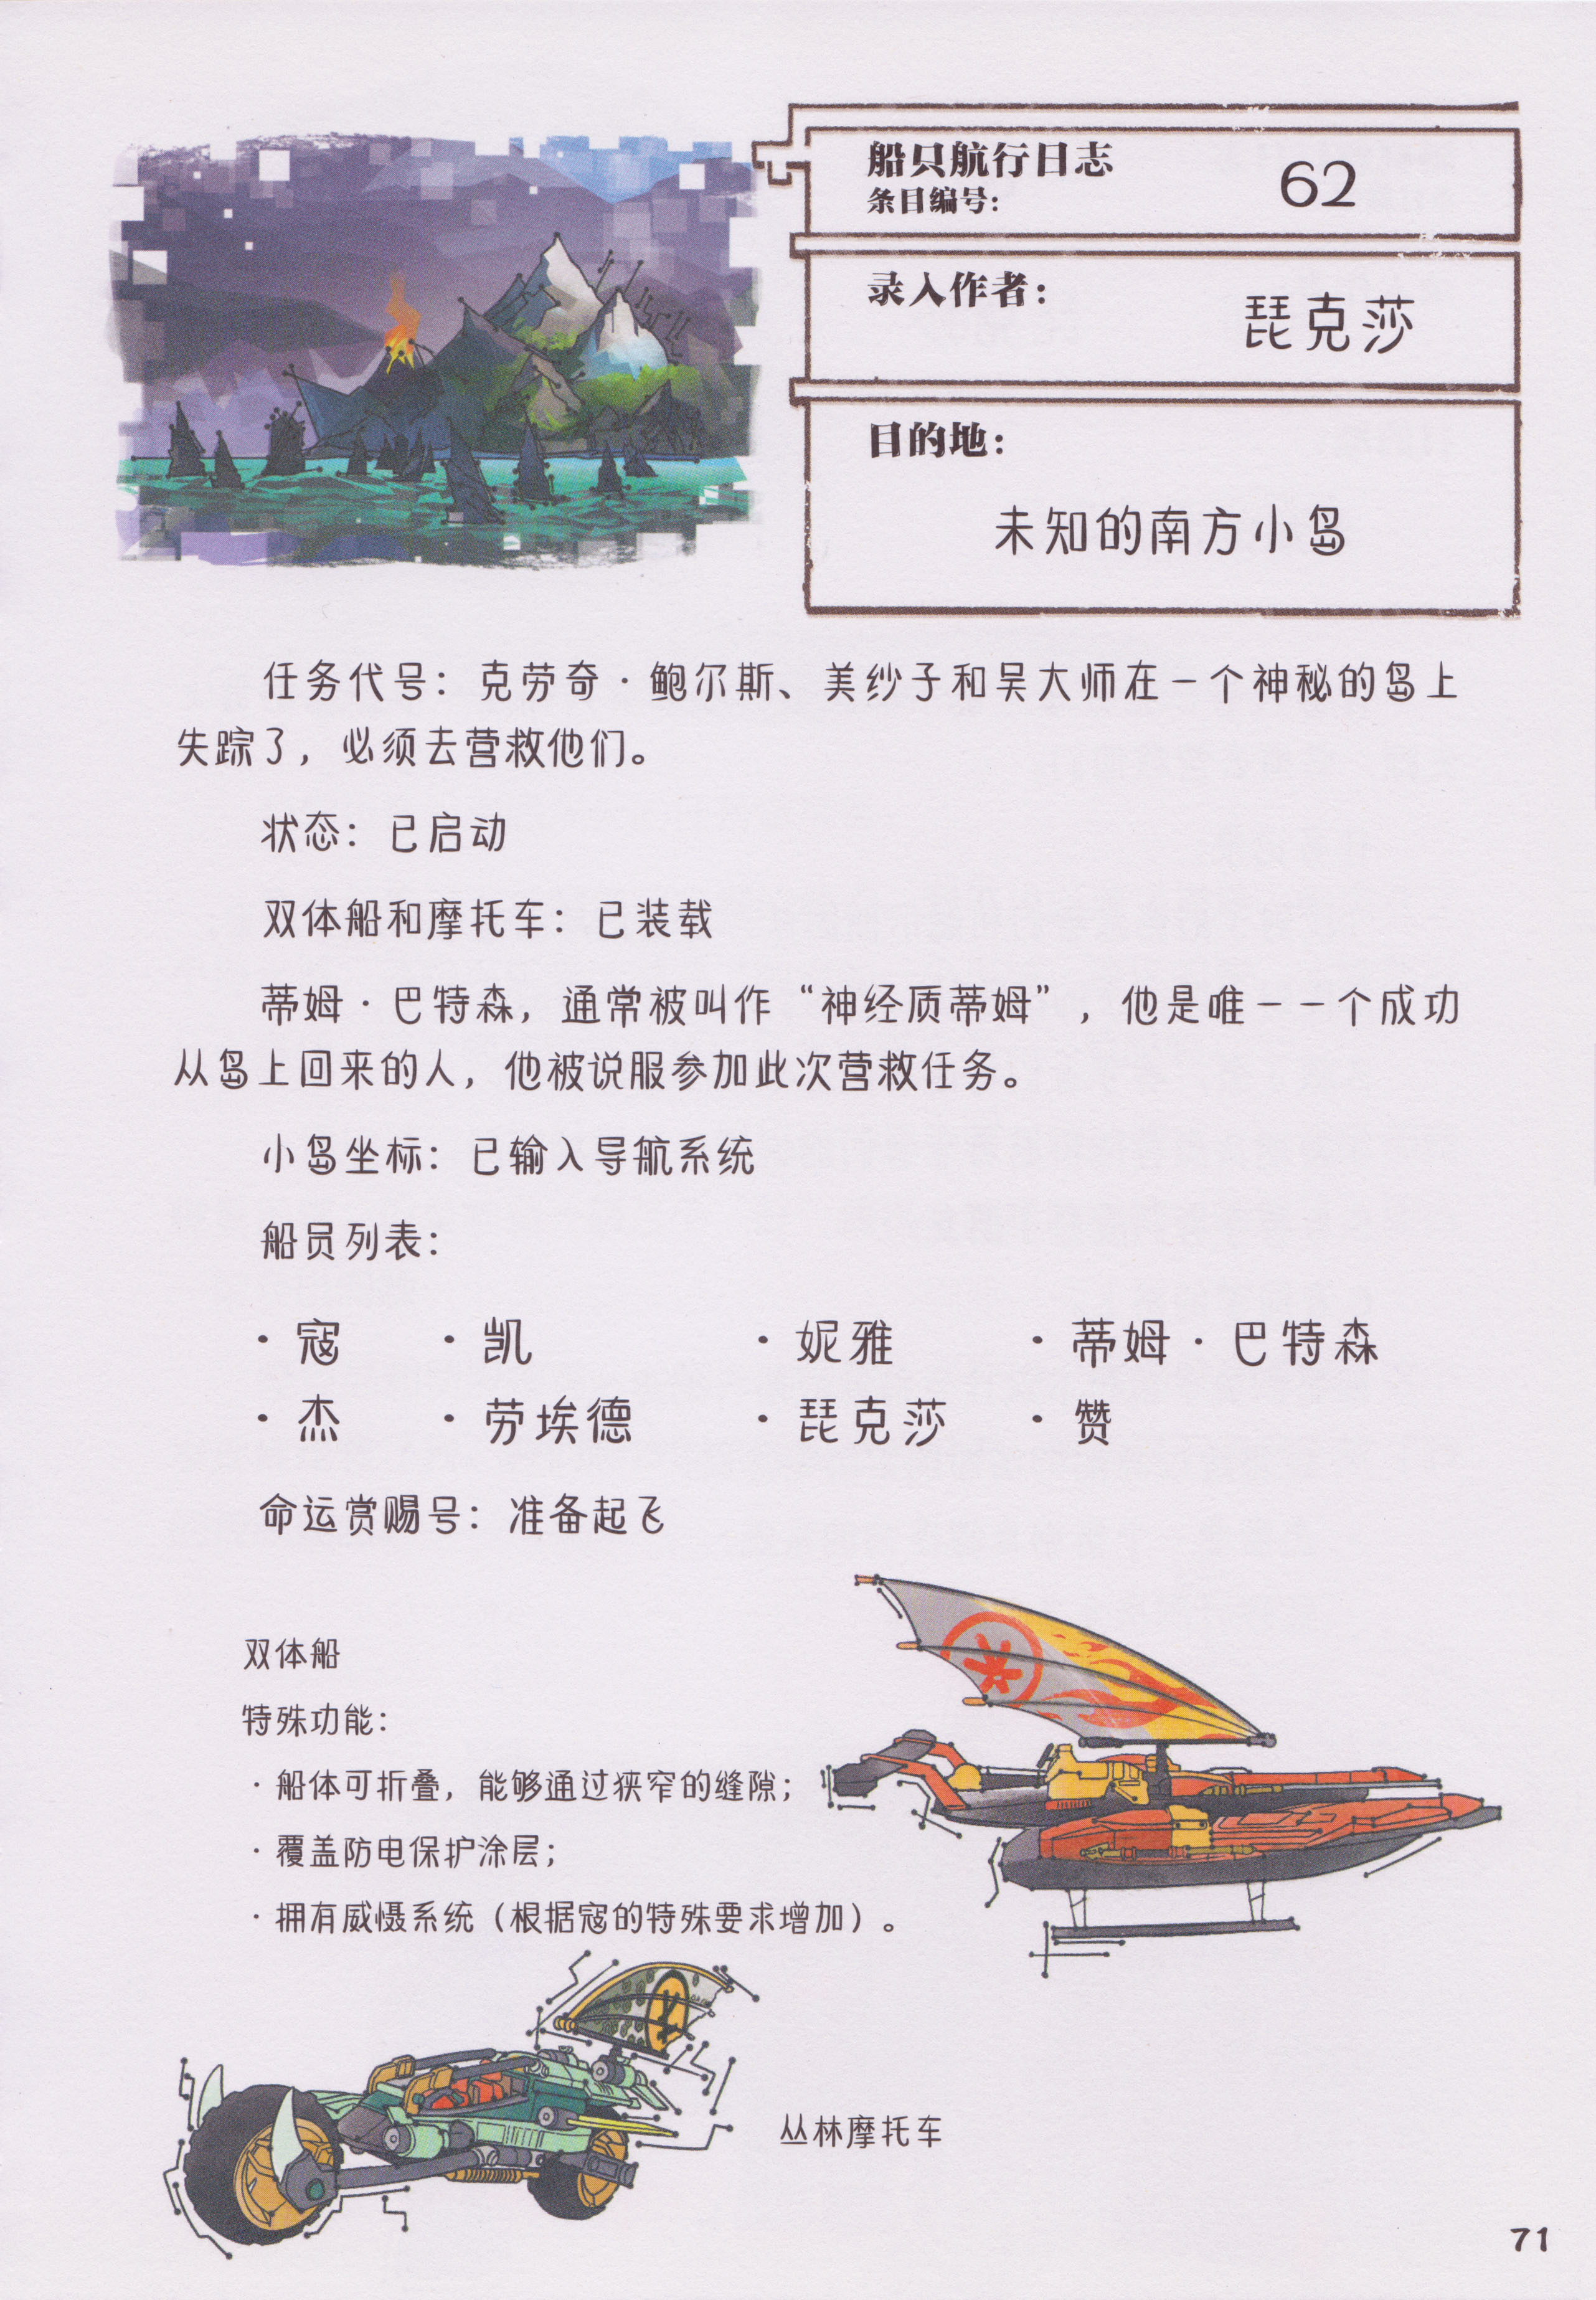 船只航行日志
条目编号：
62
录入作者：
琵克莎
目的地：
未知的南方小岛
任务代号：克劳奇·鲍尔斯、美纱子和吴大师在一个神秘的岛上
失踪了，必须去营救他们。
状态：已启动
双体船和摩托车：已装载
蒂姆·巴特森，通常被叫作“神经质蒂姆”，他是唯一一个成功
从岛上回来的人，他被说服参加此次营救任务。
小岛坐标：已输入导航系统
船员列表：
·寇 ·凯 ·妮雅 ·蒂姆·巴特森
·杰 ·劳埃德 ·琵克莎 ·赞
命运赏赐号：准备起飞
双体船
特殊功能：
·船体可折叠，能够通过狭窄的缝隙；
·覆盖防电保护涂层；
·拥有威慑系统（根据寇的特殊要求增加）。
丛林摩托车
71